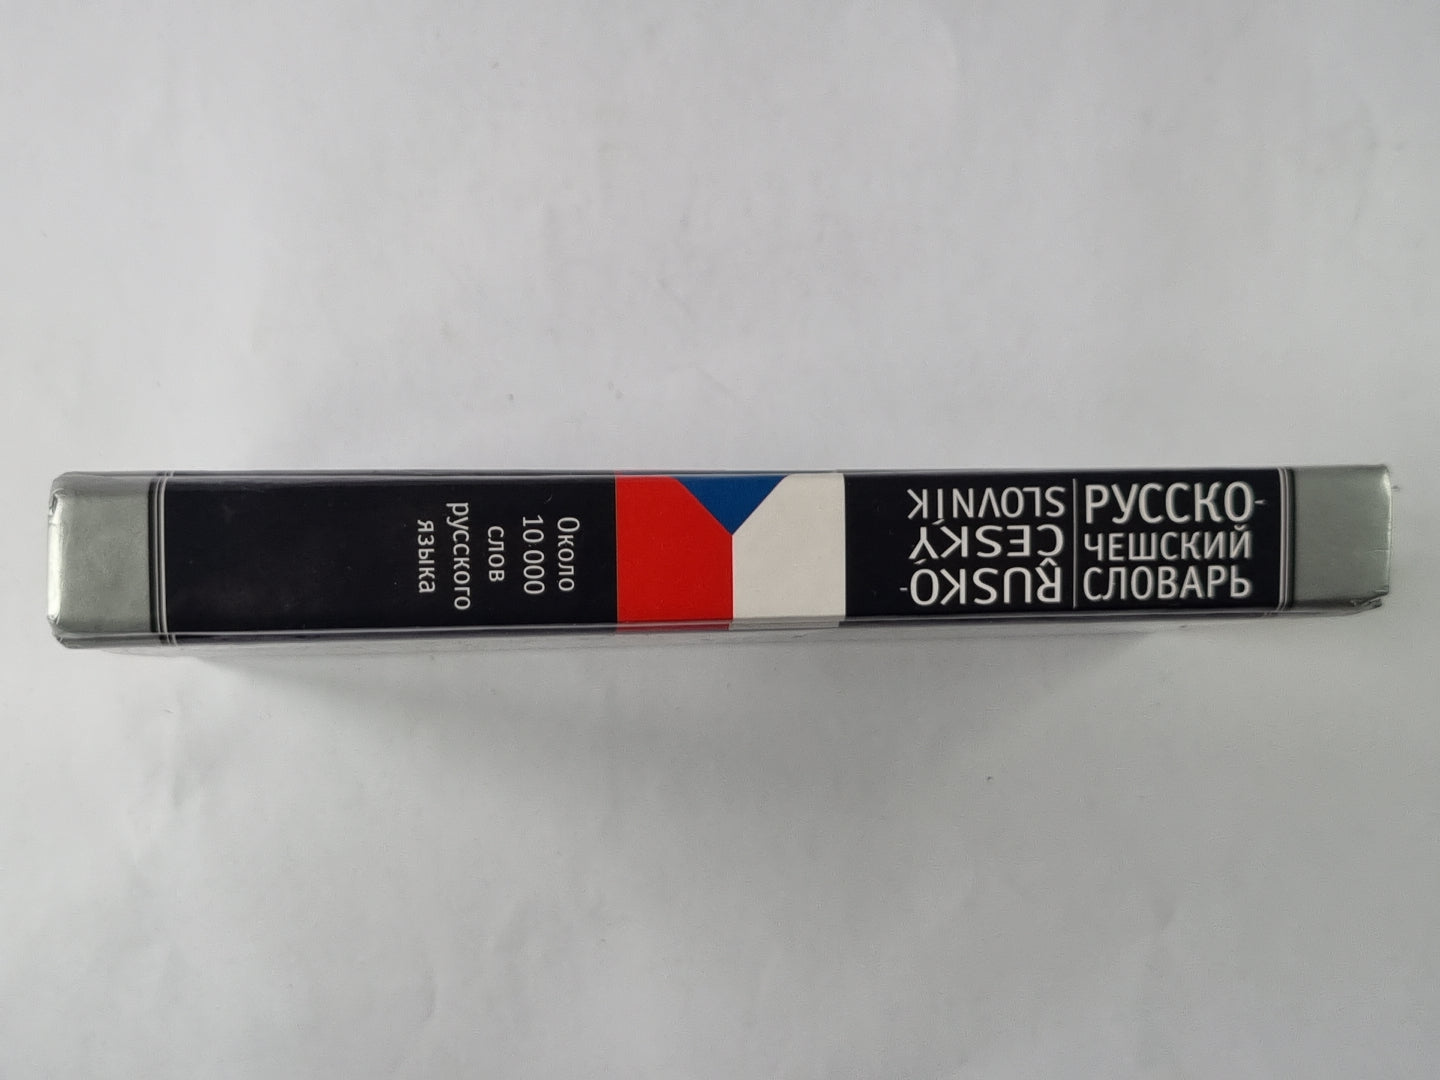 РУССКО-
ЧЕШСКИЙ
СЛОВАРЬ
RUSKO-
ČESKÝ
SLOVNÍK
Около
10 000
слов
русского
языка